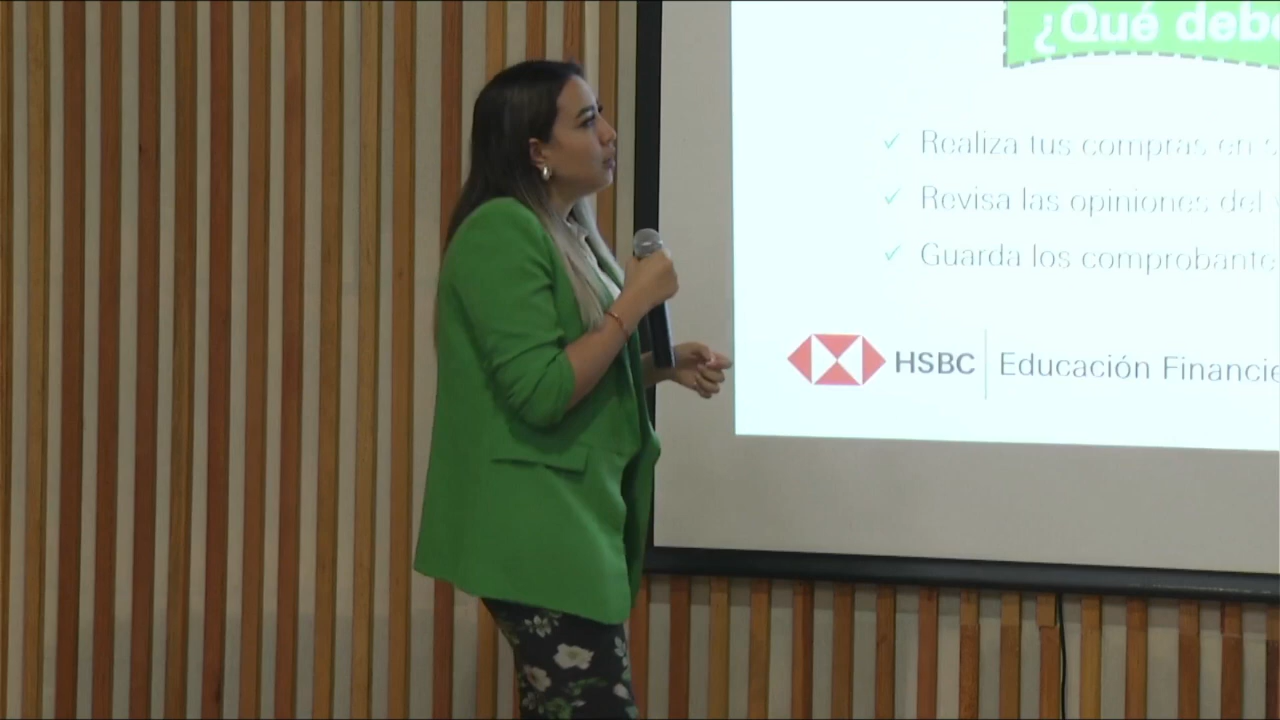 ¿Qué debe
Realiza tus compras en s
Revisa las opiniones del
Guarda los comprobante
HSBC
Educación Financie